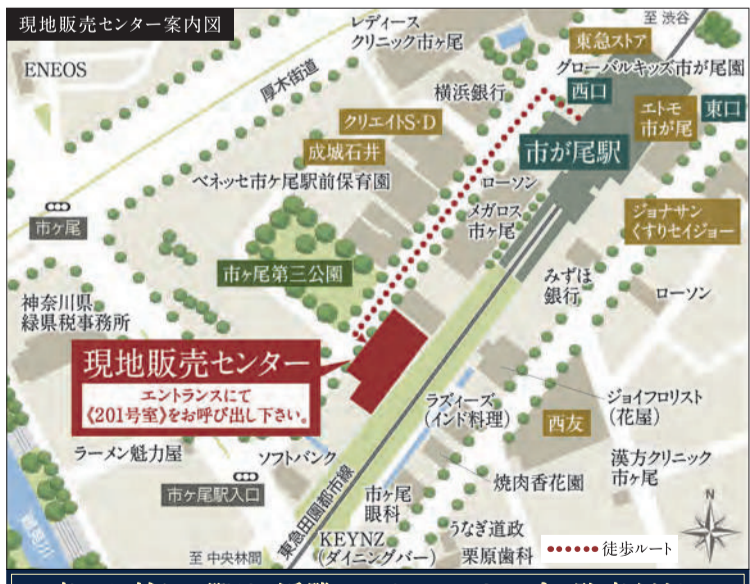 現地販売センター案内図
至 渋谷
レディース
クリニック市ヶ尾
東急ストア
ENEOS
厚木街道
グローバルキッズ市が尾園
横浜銀行
西口
エトモ
市が尾
東口
クリエイトS・D
成城石井
市が尾駅
ベネッセ市ケ尾駅前保育園
ローソン
メガロス
市ヶ尾
ジョナサン
くすりセイジョー
市ヶ尾
市ヶ尾第三公園
みずほ
銀行
ローソン
神奈川県
緑県税事務所
現地販売センター
エントランスにて
《201号室》をお呼び出し下さい。
ラズィーズ
(インド料理)
ジョイフロリスト
(花屋)
西友
ラーメン魁力屋
ソフトバンク
漢方クリニック
市ヶ尾
市ヶ尾駅入口
東急田園都市線
市ヶ尾
眼科
焼肉香花園
N
KEYNZ
(ダイニングバー)
うなぎ道政
栗原歯科
徒歩ルート
至 中央林間